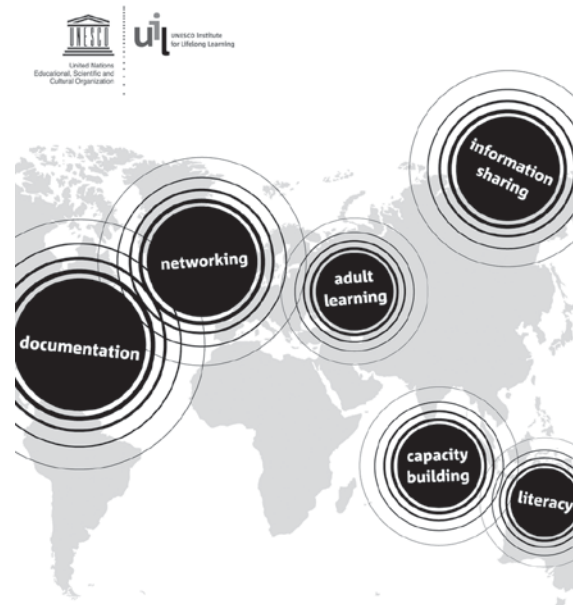 UNESCO
United Nations
Educational, Scientific and
Cultural Organization
uil
UNESCO Institute
for Lifelong Learning
information
sharing
networking
adult
learning
documentation
capacity
building
literacy